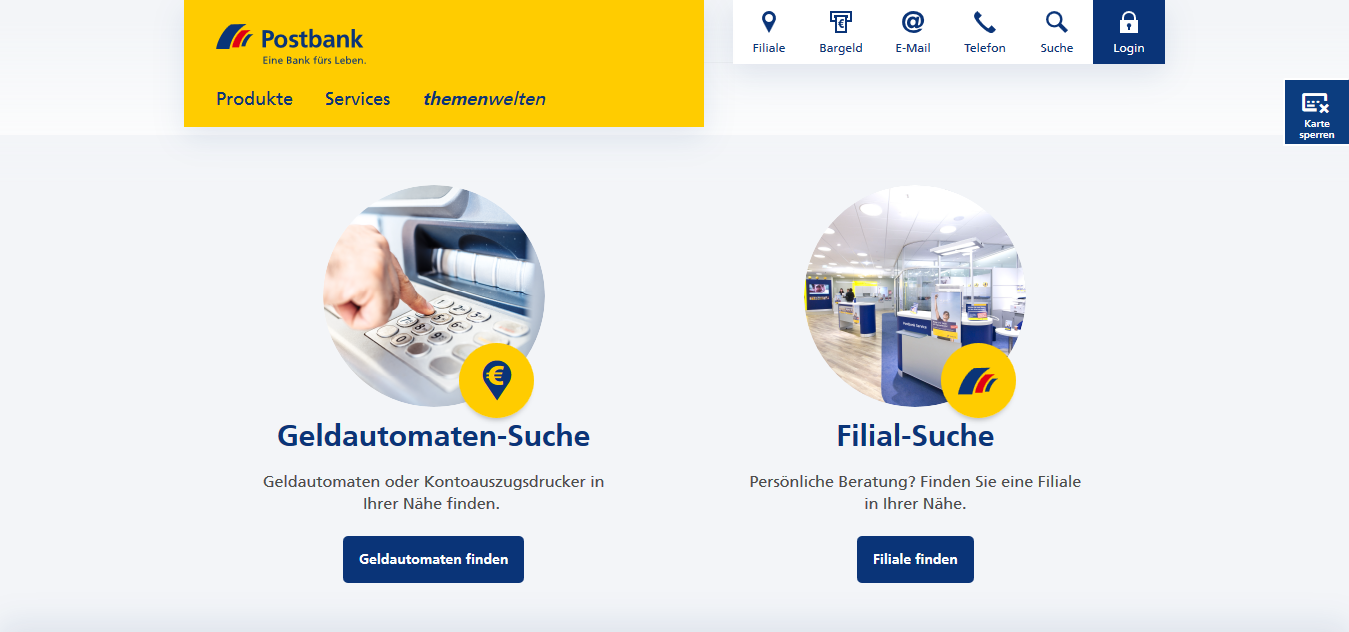 Postbank
Eine Bank fürs Leben.
Produkte
Services
themenwelten
Filiale
Bargeld
E-Mail
Telefon
Suche
Login
Karte
sperren
Geldautomaten-Suche
Geldautomaten oder Kontoauszugsdrucker in
Ihrer Nähe finden.
Geldautomaten finden
Filial-Suche
Persönliche Beratung? Finden Sie eine Filiale
in Ihrer Nähe.
Filiale finden